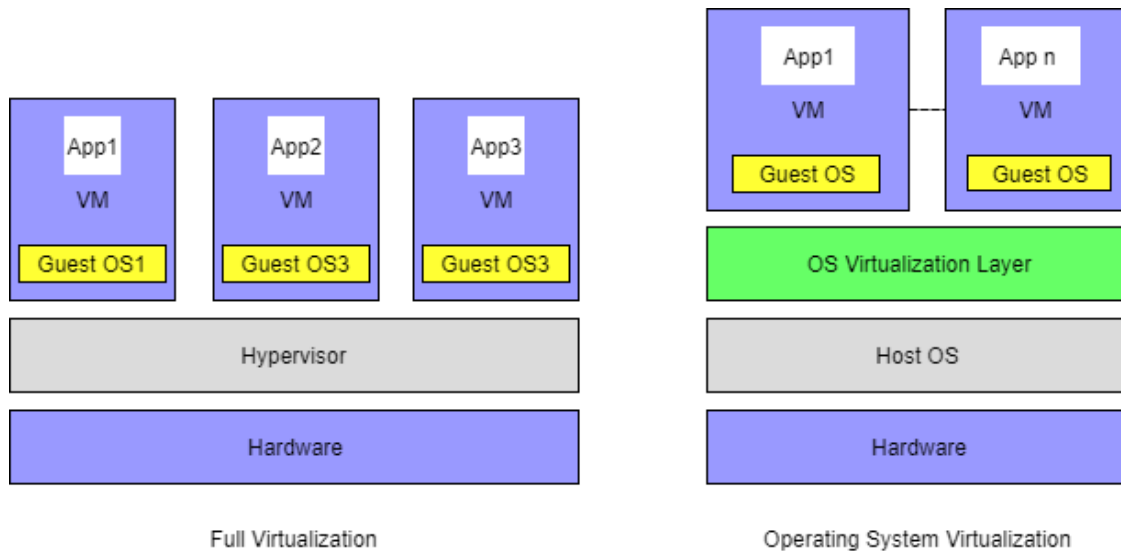 App1
VM
Guest OS1
App2
VM
Guest OS3
App3
VM
Guest OS3
Hypervisor
Hardware
Full Virtualization
App1
VM
Guest OS
App n
VM
Guest OS
OS Virtualization Layer
Host OS
Hardware
Operating System Virtualization